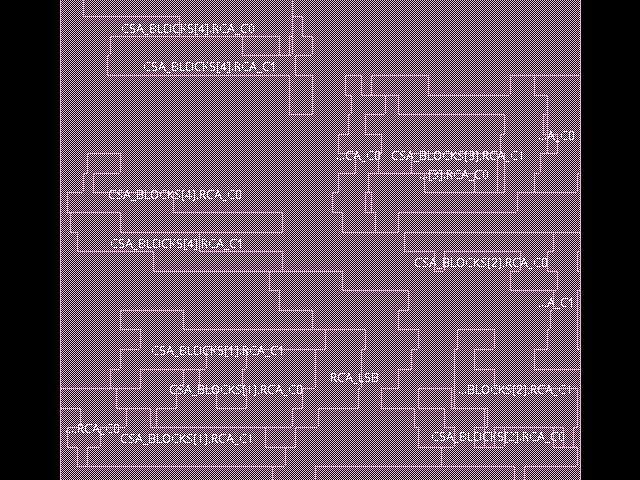 CSA_BLOCKS[4].RCA_C0
CSA_BLOCKS[4].RCA_C1
A_C0
CA_C0
CSA_BLOCKS[3].RCA_C1
[3].RCA_C0
CSA_BLOCKS[4].RCA_C0
CSA_BLOCKS[4].RCA_C1
CSA_BLOCKS[2].RCA_C0
A_C1
CSA_BLOCKS[1].RCA_C1
RCA_LSB
CSA_BLOCKS[1].RCA_C0
BLOCKS[2].RCA_C1
RCA_C0
CSA_BLOCKS[1].RCA_C1
CSA_BLOCKS[2].RCA_C1